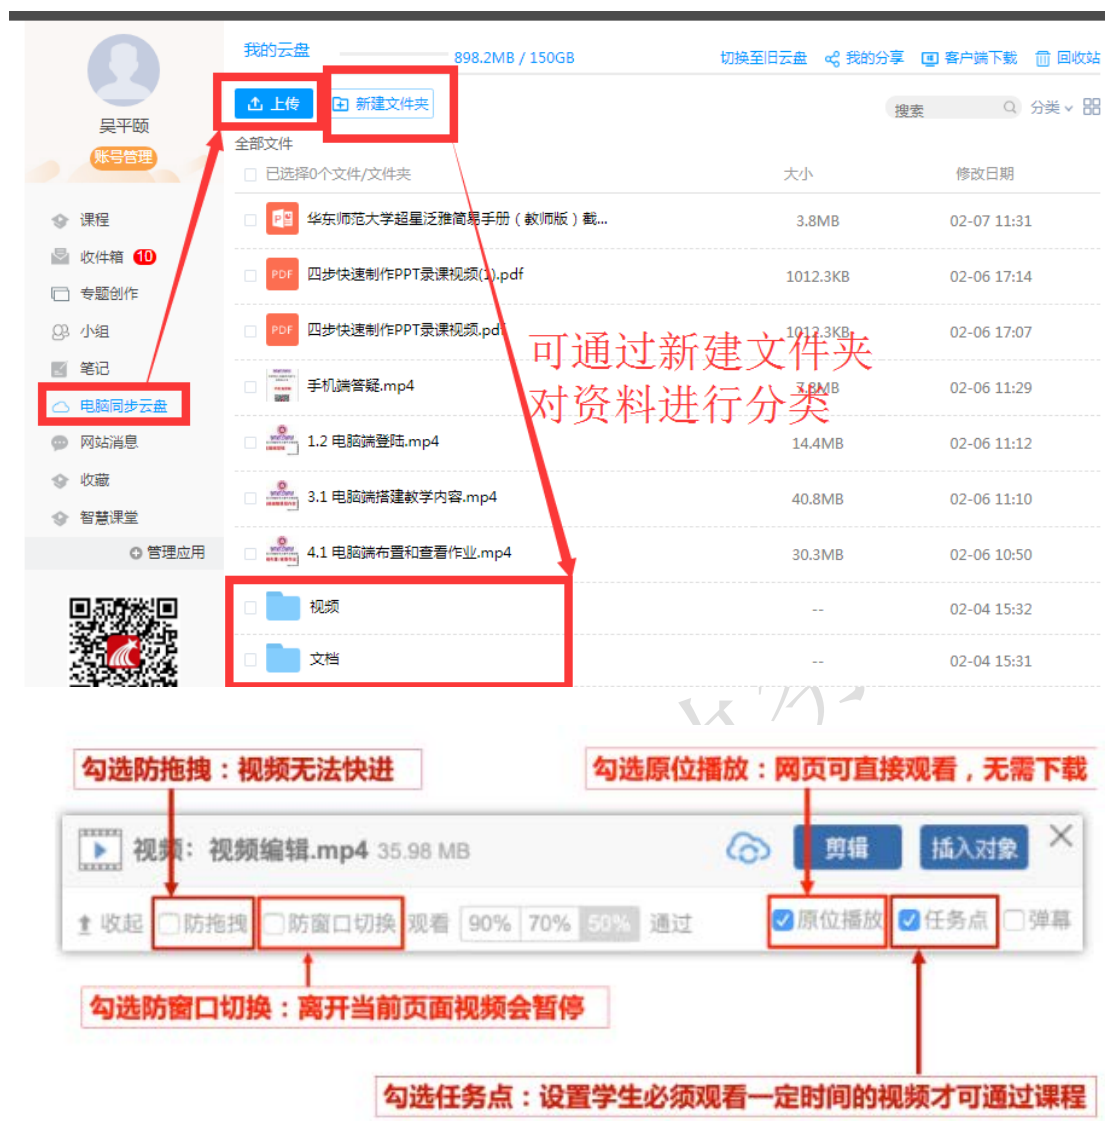 我的云盘
898.2MB / 150GB
切换至旧云盘 我的分享 客户端下载 回收站
上传 新建文件夹
搜索 分类
吴平颐
账号管理
全部文件
已选择0个文件/文件夹 大小 修改日期
课程
收件箱 10
专题创作
小组
笔记
电脑同步云盘
网站消息
收藏
智慧课堂
管理应用
华东师范大学超星泛雅简易手册（教师版）截... 3.8MB 02-07 11:31
PDF 四步快速制作PPT录课视频(1).pdf 1012.3KB 02-06 17:14
PDF 四步快速制作PPT录课视频.pdf 1012.3KB 02-06 17:07
手机端答疑.mp4 7.8MB 02-06 11:29
1.2 电脑端登陆.mp4 14.4MB 02-06 11:12
3.1 电脑端搭建教学内容.mp4 40.8MB 02-06 11:10
4.1 电脑端布置和查看作业.mp4 30.3MB 02-06 10:50
视频 -- 02-04 15:32
文档 -- 02-04 15:31
可通过新建文件夹
对资料进行分类
勾选防拖拽：视频无法快进
勾选原位播放：网页可直接观看，无需下载
视频：视频编辑.mp4 35.98 MB 剪辑 插入对象
收起 防拖拽 防窗口切换 观看 90% 70% 50% 通过 原位播放 任务点 弹幕
勾选防窗口切换：离开当前页面视频会暂停
勾选任务点：设置学生必须观看一定时间的视频才可通过课程